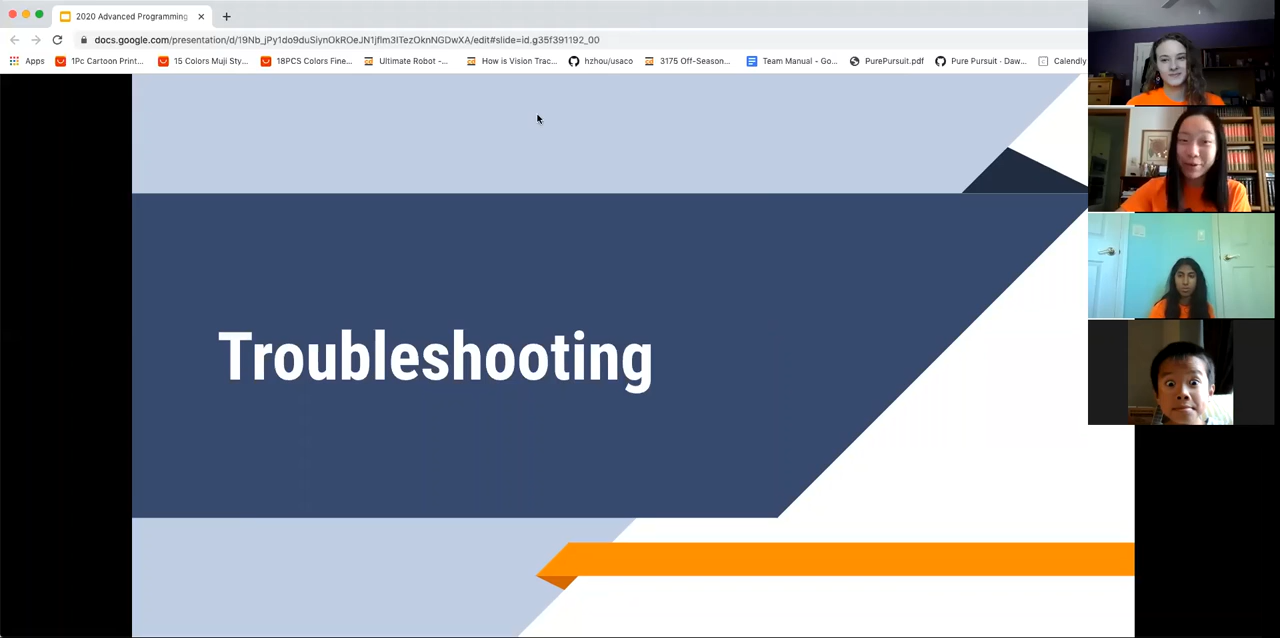 2020 Advanced Programming
docs.google.com/presentation/d/19Nb_jPy1do9duSiynOkROeJN1jflm3ITezOknNGDwXA/edit#slide=id.g35f391192_00
Apps 1Pc Cartoon Print... 15 Colors Muji Sty... 18PCS Colors Fine... Ultimate Robot -... How is Vision Trac... hzhou/usaco 3175 Off-Season... Team Manual - Go... PurePursuit.pdf Pure Pursuit · Daw... Calendly
Troubleshooting